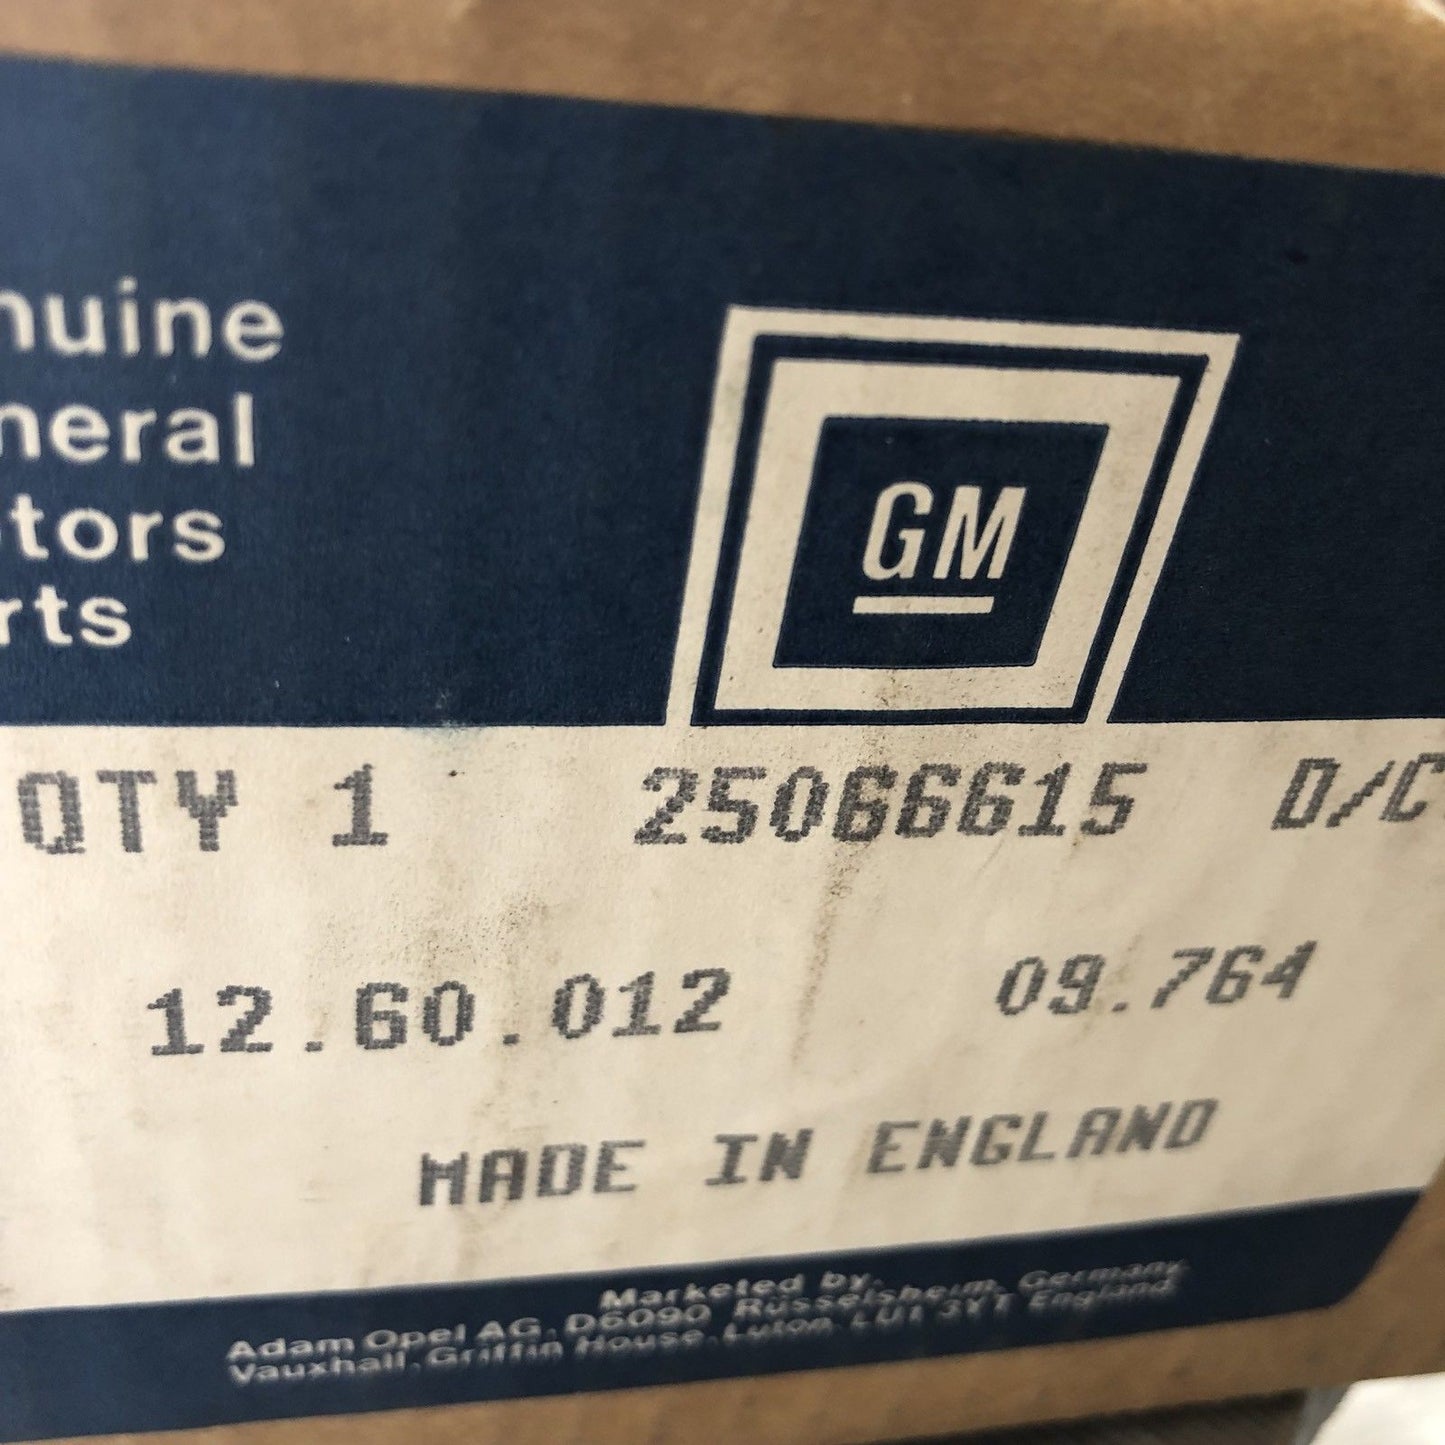 nuine
neral
tors
rts
GM
QTY 1 25066615 D/C
12.60.012 09.764
MADE IN ENGLAND
Marketed by:
Adam Opel AG. D6090 Rüsselsheim, Germany
Vauxhall, Griffin House, Luton, LU1 3YT England